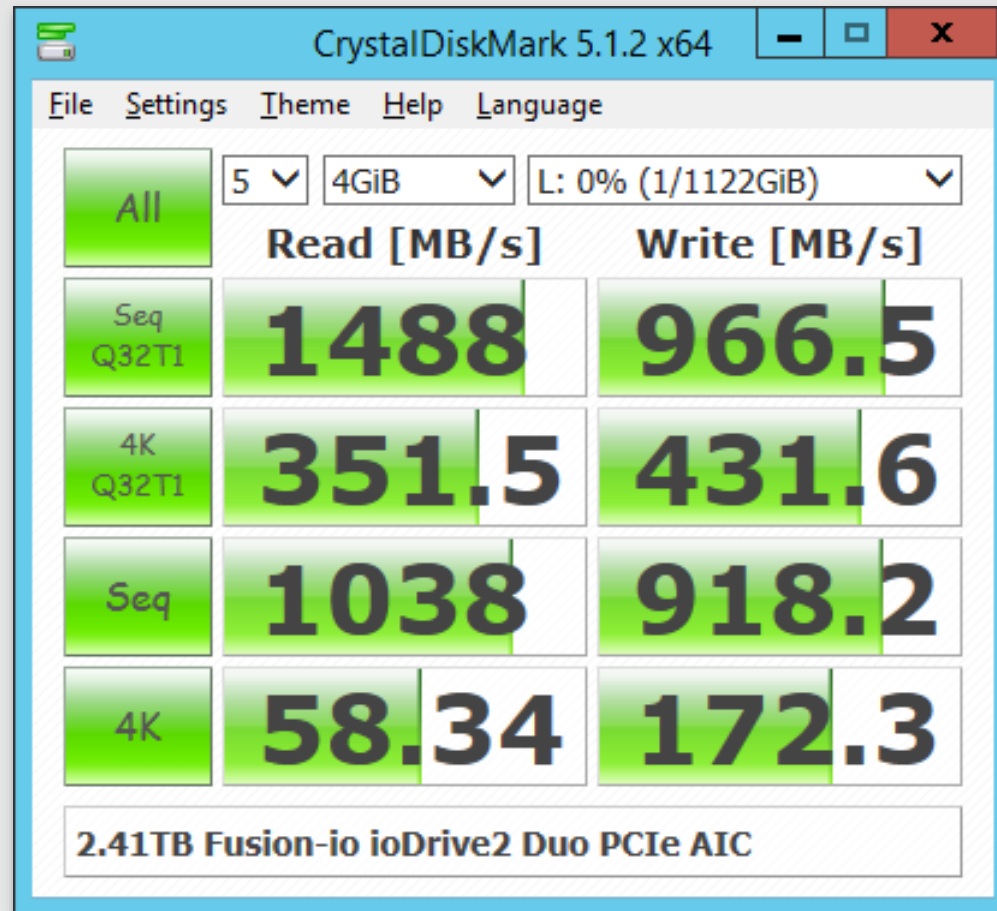 CrystalDiskMark 5.1.2 x64
File Settings Theme Help Language
All 5 4GiB L: 0% (1/1122GiB)
Read [MB/s] Write [MB/s]
Seq
Q32T1 1488 966.5
4K
Q32T1 351.5 431.6
Seq 1038 918.2
4K 58.34 172.3
2.41TB Fusion-io ioDrive2 Duo PCIe AIC